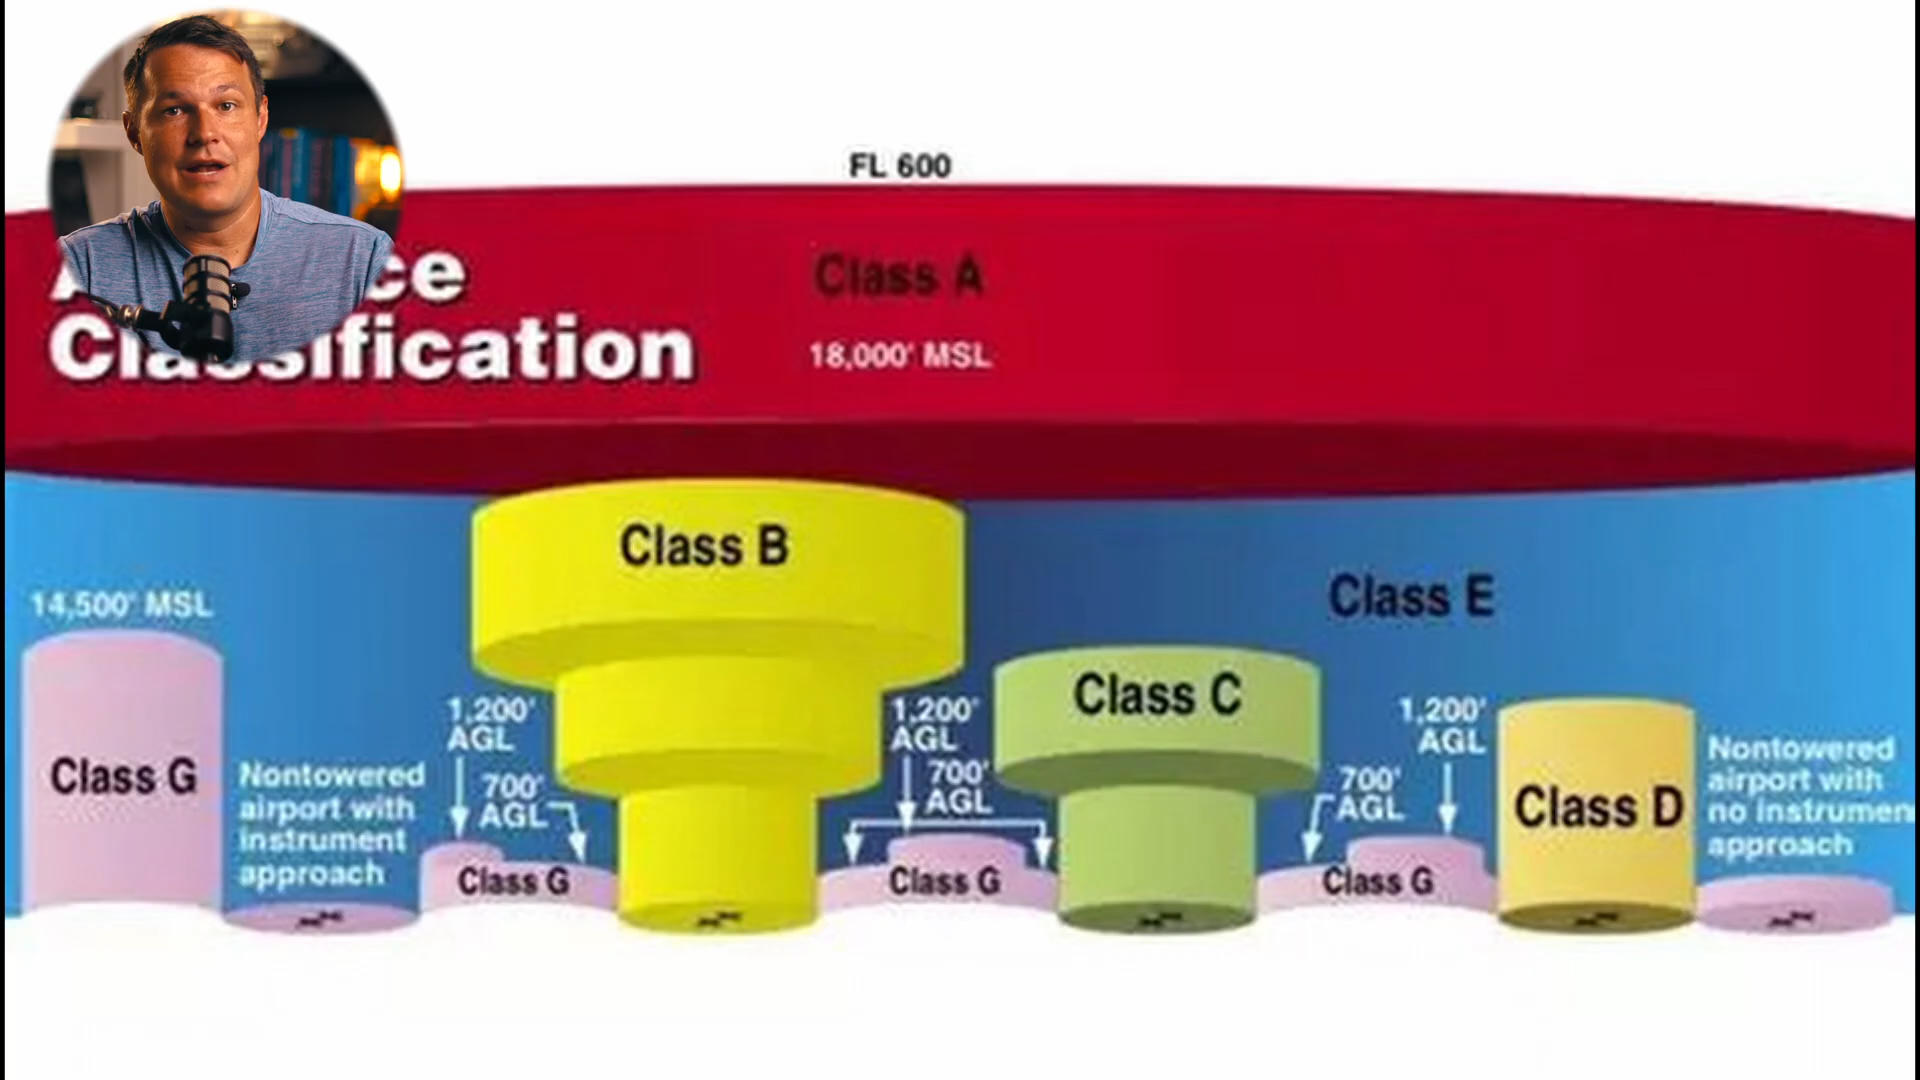 FL 600
Class A
Classification
18,000' MSL
Class B
Class E
14,500' MSL
Class C
1,200'
AGL
700'
AGL
1,200'
AGL
700'
AGL
1,200'
AGL
700'
AGL
Class G
Nontowered
airport with
instrument
approach
Class G
Class G
Class G
Class D
Nontowered
airport with
no instrumen
approach